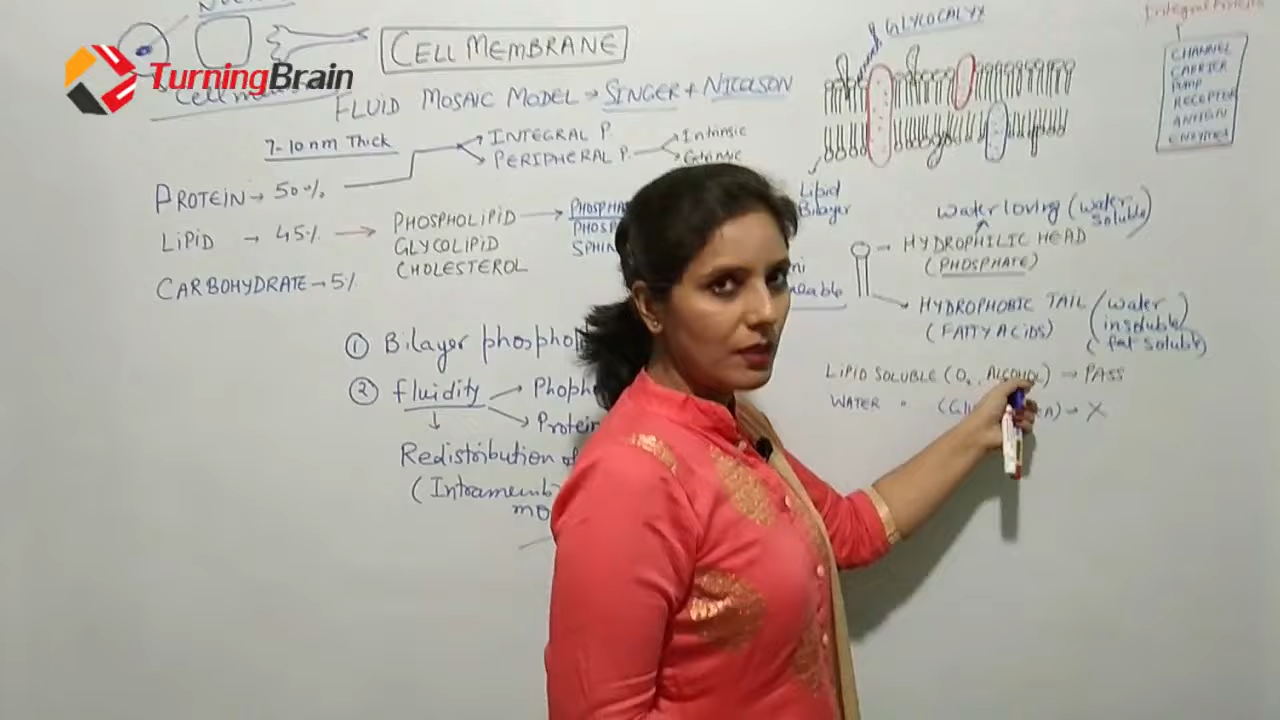 TurningBrain
CELL MEMBRANE
GLYCOCALYX
FLUID MOSAIC MODEL → SINGER + NICOLSON
7-10 nm Thick
INTEGRAL P.
PERIPHERAL P.
Intrinsic
Extrinsic
PROTEIN → 50%
LIPID → 45% →
CARBOHYDRATE → 5%
PHOSPHOLIPID →
GLYCOLIPID
CHOLESTEROL
① Bilayer
② fluidity
Redistribution
CHANNEL
CARRIER
PUMP
RECEPTOR
ANTIGEN
ENZYMES
Lipid
Bilayer
Water loving (water soluble)
HYDROPHILIC HEAD
(PHOSPHATE)
HYDROPHOBIC TAIL (water insoluble)
(FATTY ACIDS) (fat soluble)
LIPID SOLUBLE (O₂, ALCOHOL) → PASS
WATER " → X